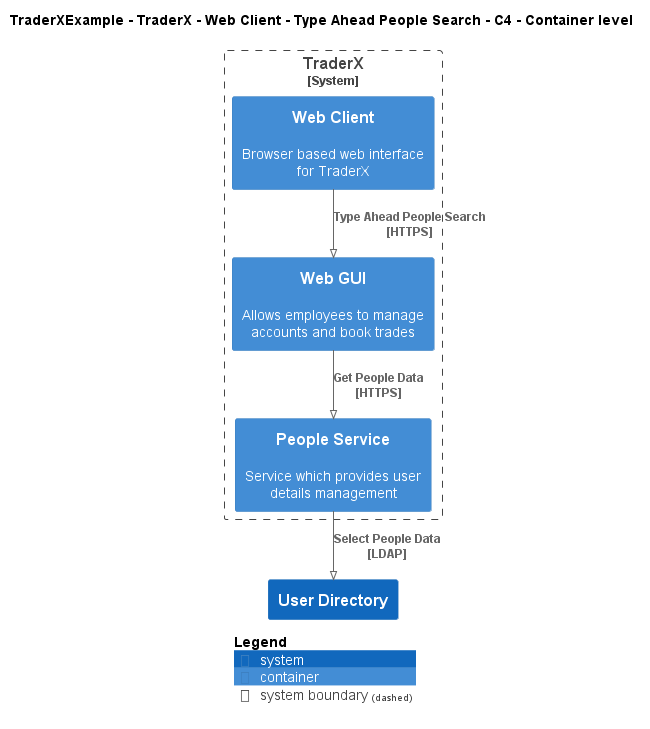 TraderXExample - TraderX - Web Client - Type Ahead People Search - C4 - Container level
TraderX
[System]
Web Client
Browser based web interface
for TraderX
Type Ahead People Search
[HTTPS]
Web GUI
Allows employees to manage
accounts and book trades
Get People Data
[HTTPS]
People Service
Service which provides user
details management
Select People Data
[LDAP]
User Directory
Legend
system
container
system boundary (dashed)